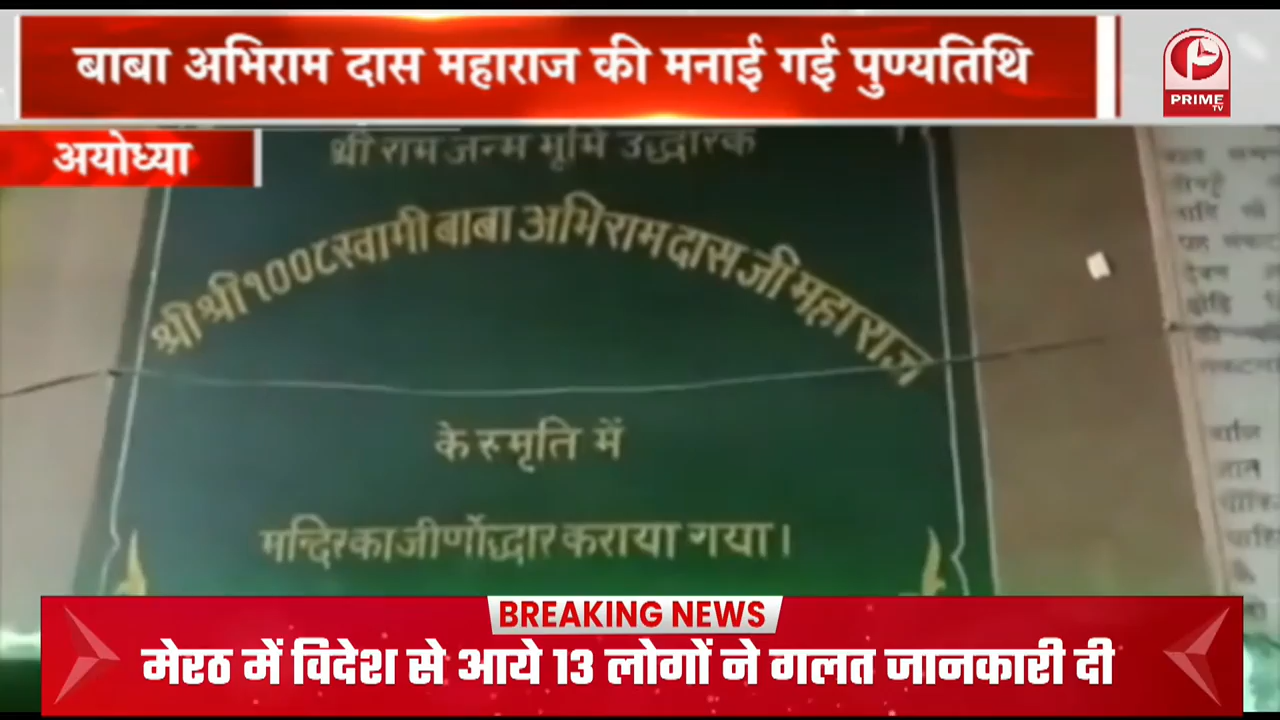 बाबा अभिराम दास महाराज की मनाई गई पुण्यतिथि
PRIME
TV
अयोध्या
श्री राम जन्म भूमि उद्धारक
श्री श्री १००८ स्वामी बाबा अभिराम दास जी महाराज
के स्मृति में
मन्दिर का जीर्णोद्धार कराया गया।
BREAKING NEWS
मेरठ में विदेश से आये 13 लोगों ने गलत जानकारी दी